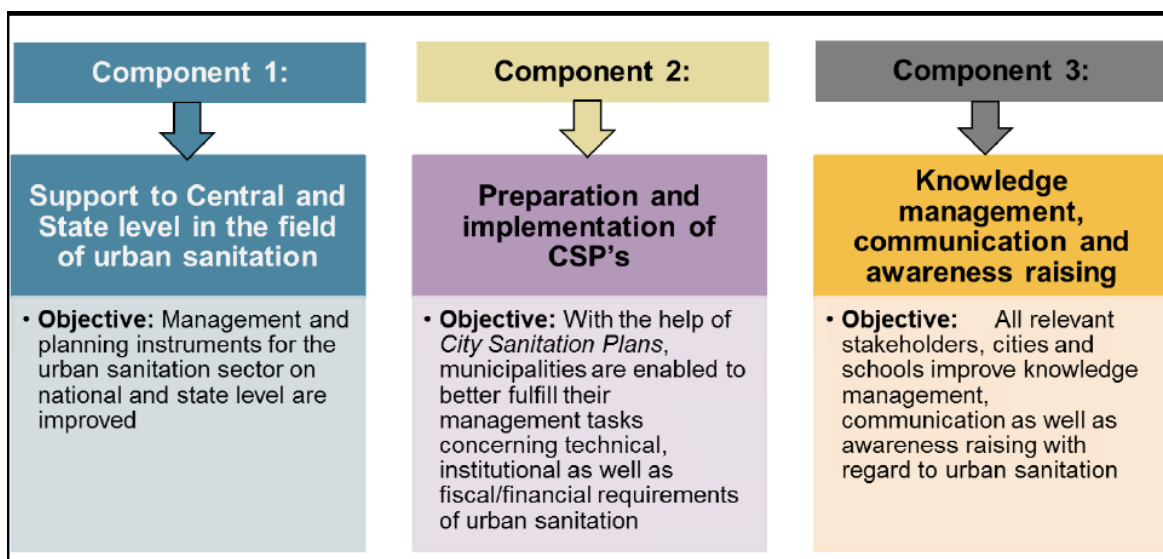 Component 1:
Support to Central and
State level in the field
of urban sanitation
• Objective: Management and
planning instruments for the
urban sanitation sector on
national and state level are
improved
Component 2:
Preparation and
implementation of
CSP's
• Objective: With the help of
City Sanitation Plans,
municipalities are enabled to
better fulfill their
management tasks
concerning technical,
institutional as well as
fiscal/financial requirements
of urban sanitation
Component 3:
Knowledge
management,
communication and
awareness raising
• Objective: All relevant
stakeholders, cities and
schools improve knowledge
management,
communication as well as
awareness raising with
regard to urban sanitation